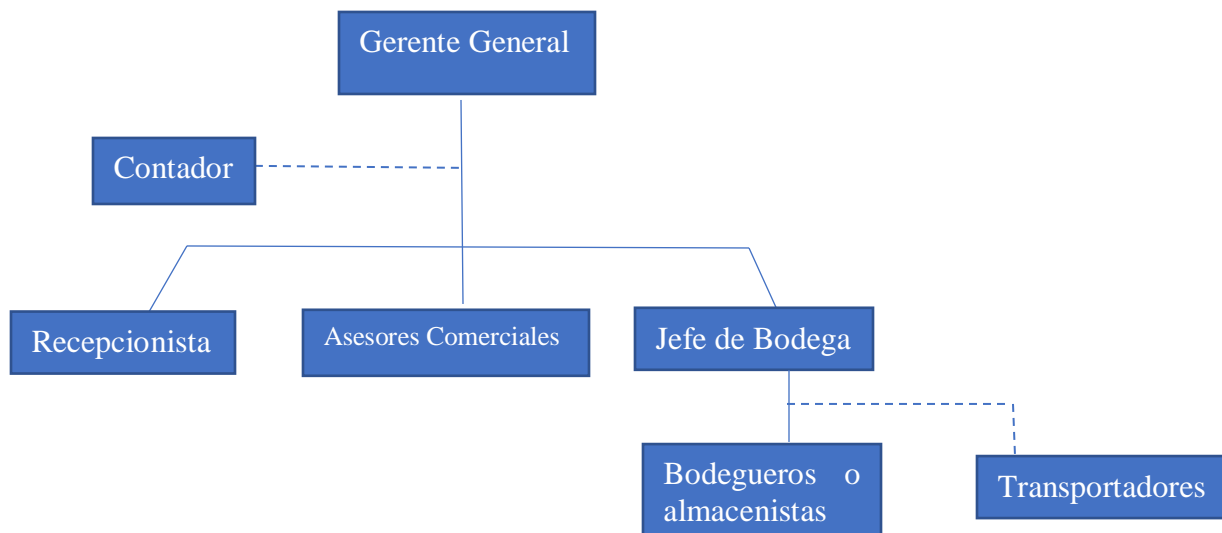 Gerente General
Contador
Recepcionista
Asesores Comerciales
Jefe de Bodega
Bodegueros o
almacenistas
Transportadores